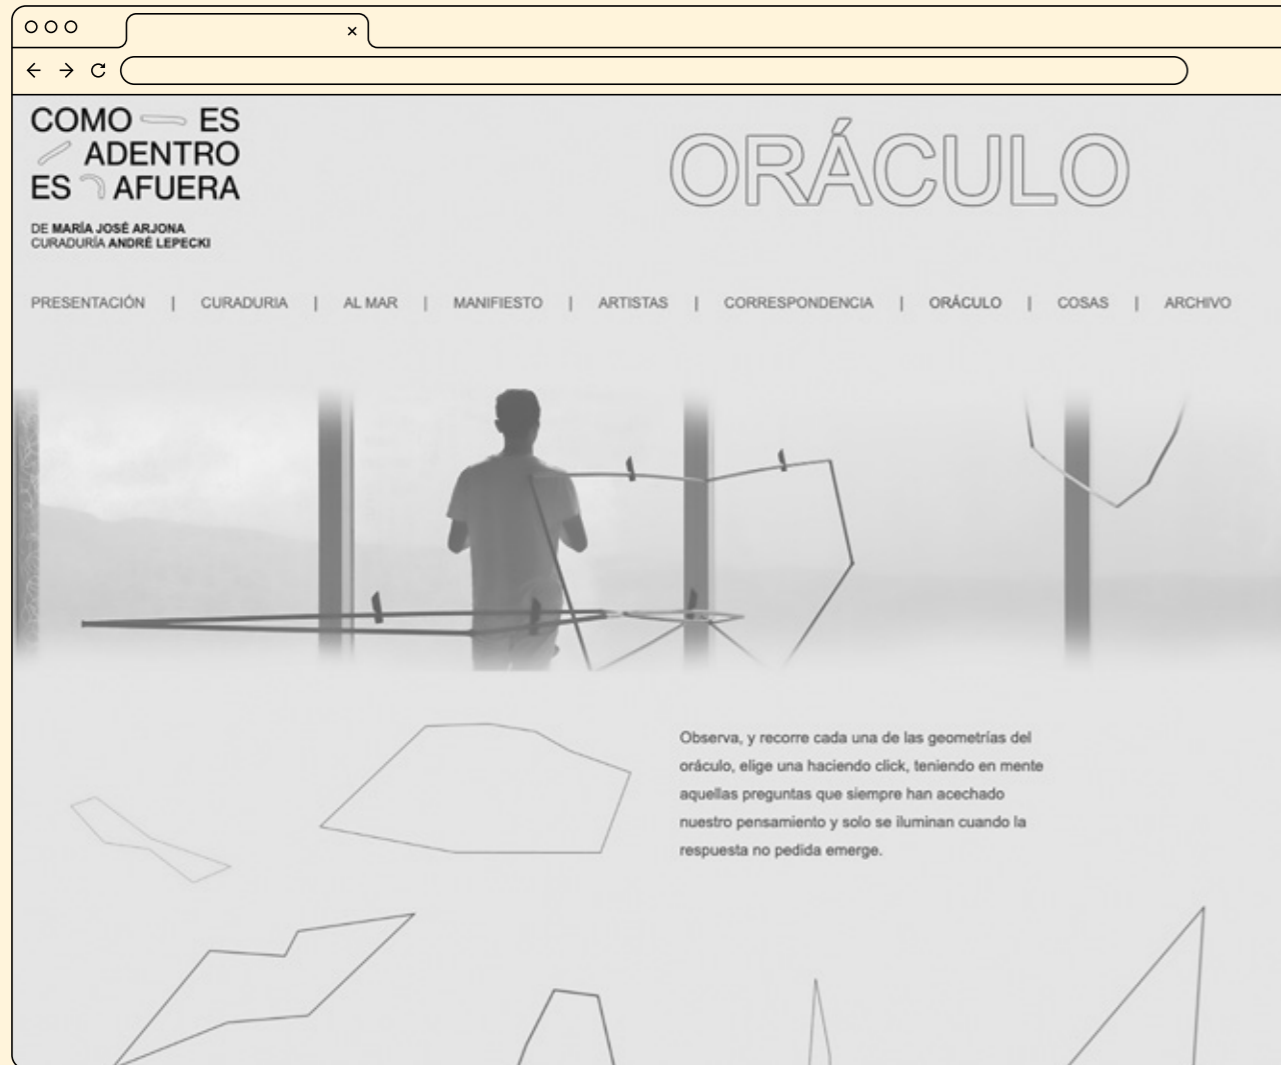 COMO ES
ADENTRO
ES AFUERA
DE MARÍA JOSÉ ARJONA
CURADURÍA ANDRÉ LEPECKI
ORÁCULO
PRESENTACIÓN | CURADURIA | AL MAR | MANIFIESTO | ARTISTAS | CORRESPONDENCIA | ORÁCULO | COSAS | ARCHIVO
Observa, y recorre cada una de las geometrías del
oráculo, elige una haciendo click, teniendo en mente
aquellas preguntas que siempre han acechado
nuestro pensamiento y solo se iluminan cuando la
respuesta no pedida emerge.